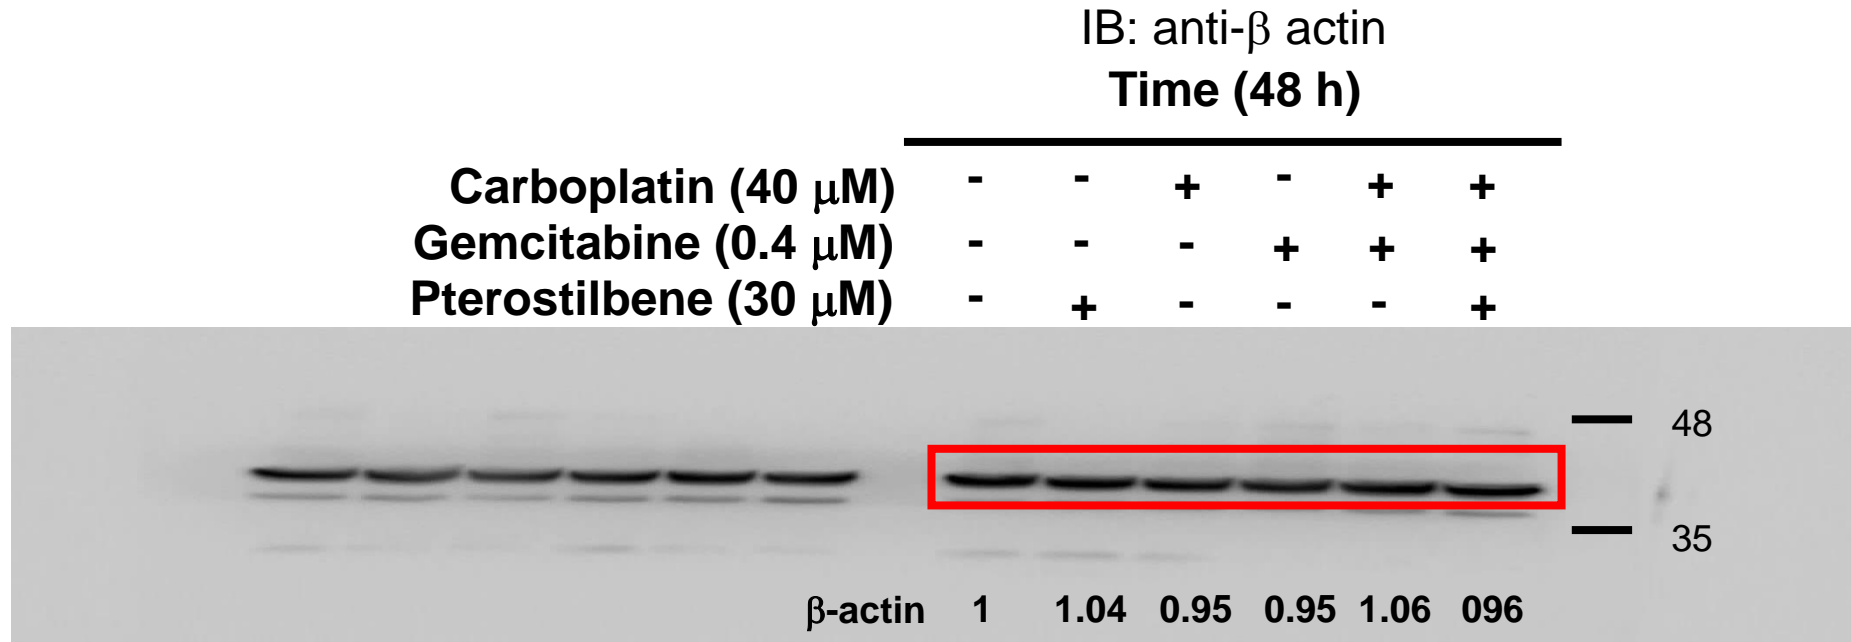 IB: anti-β actin
Time (48 h)
Carboplatin (40 μM) - - + - + +
Gemcitabine (0.4 μM) - - - + + +
Pterostilbene (30 μM) - + - - - +
48
35
β-actin 1 1.04 0.95 0.95 1.06 096